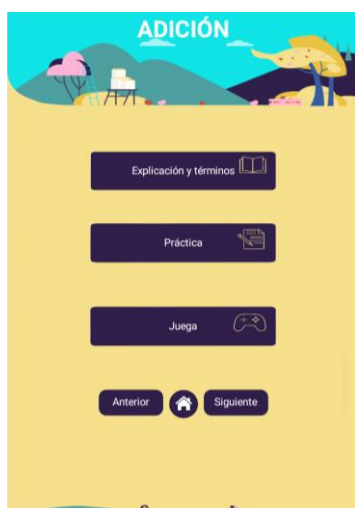 ADICIÓN
Explicación y términos
Práctica
Juega
Anterior
Siguiente